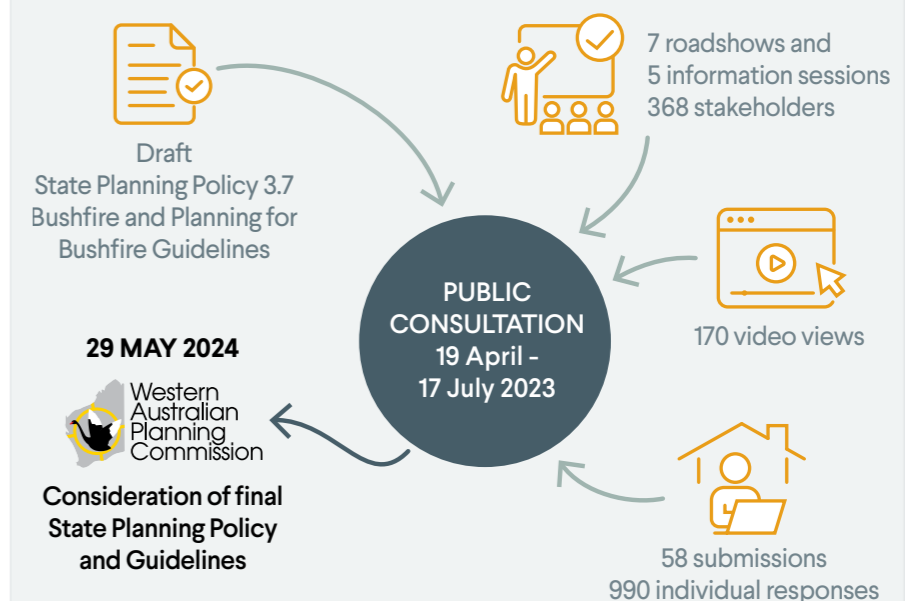 Draft
State Planning Policy 3.7
Bushfire and Planning for
Bushfire Guidelines
7 roadshows and
5 information sessions
368 stakeholders
PUBLIC
CONSULTATION
19 April -
17 July 2023
170 video views
58 submissions
990 individual responses
29 MAY 2024
Western
Australian
Planning
Commission
Consideration of final
State Planning Policy
and Guidelines